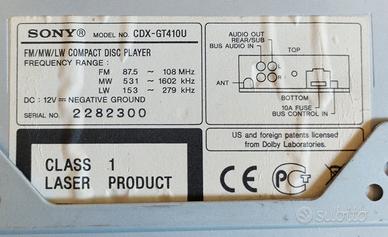 SONY® MODEL NO. CDX-GT410U
FM/MW/LW COMPACT DISC PLAYER
FREQUENCY RANGE :
FM 87.5 ~ 108 MHz
MW 531 ~ 1602 kHz
LW 153 ~ 279 kHz
DC : 12V NEGATIVE GROUND
SERIAL NO. 2282300
AUDIO OUT
REAR/SUB
BUS AUDIO IN
TOP
L
R
ANT
BOTTOM
10A FUSE
BUS CONTROL IN
US and foreign patents licensed
from Dolby Laboratories.
CLASS 1
LASER PRODUCT
CE
subito